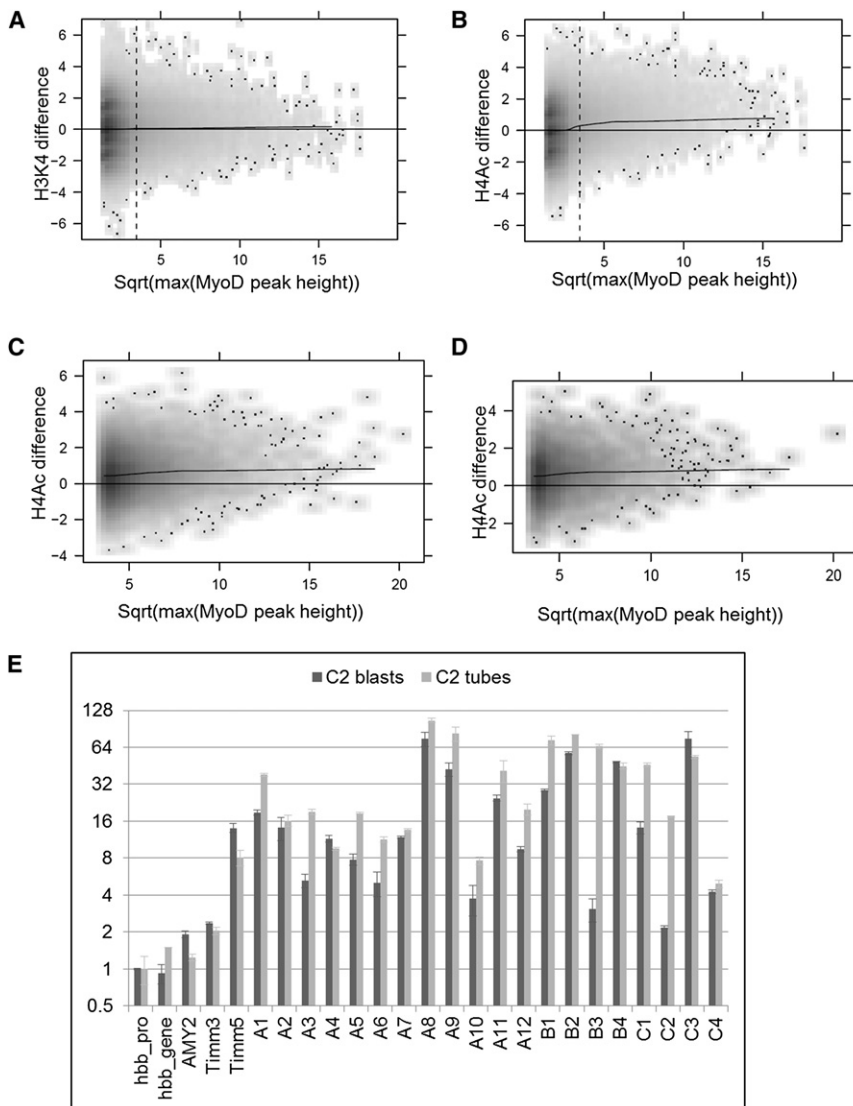 A
H3K4 difference
6
4
2
0
-2
-4
-6
5
10
15
Sqrt(max(MyoD peak height))
B
H4Ac difference
6
4
2
0
-2
-4
-6
5
10
15
Sqrt(max(MyoD peak height))
C
H4Ac difference
6
4
2
0
-2
-4
5
10
15
20
Sqrt(max(MyoD peak height))
D
H4Ac difference
4
2
0
-2
5
10
15
20
Sqrt(max(MyoD peak height))
E
C2 blasts
C2 tubes
128
64
32
16
8
4
2
1
0.5
hbb_pro
hbb_gene
AMY2
Timm3
Timm5
A1
A2
A3
A4
A5
A6
A7
A8
A9
A10
A11
A12
B1
B2
B3
B4
C1
C2
C3
C4